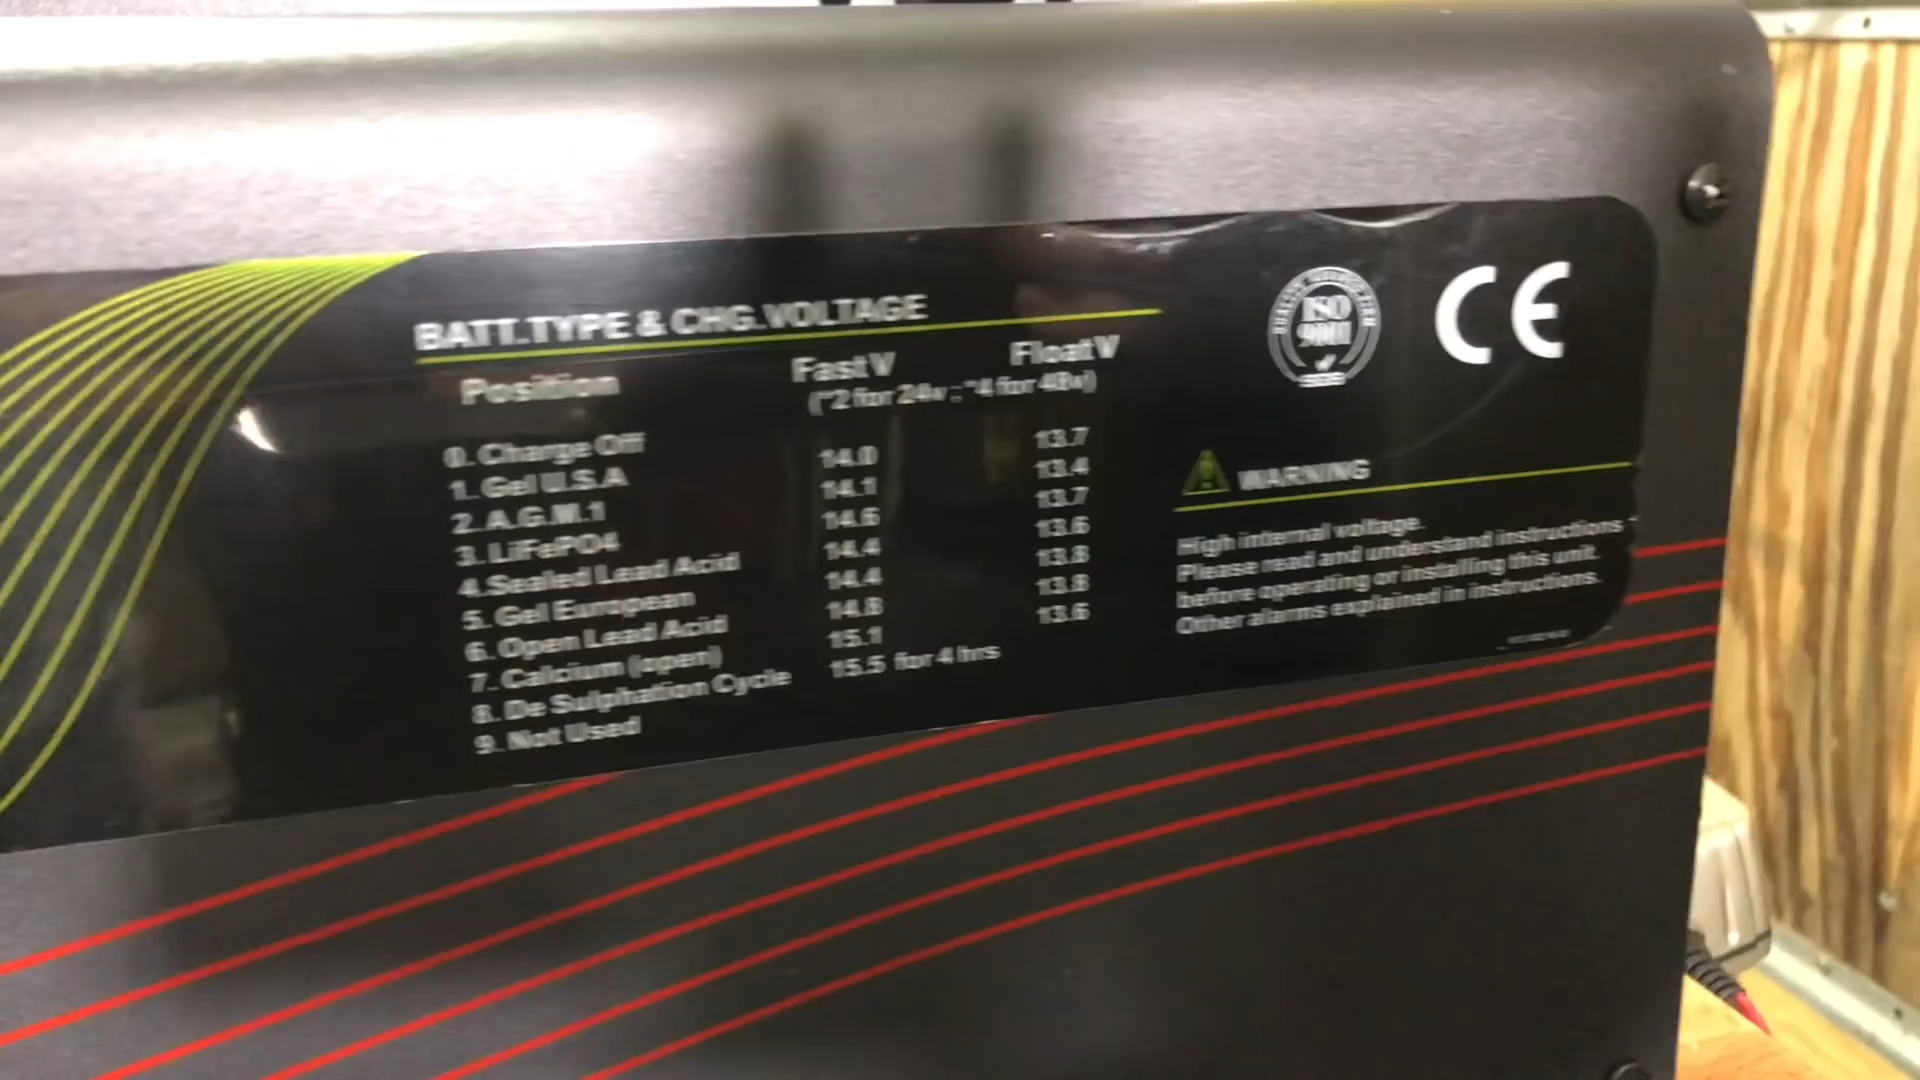 BATT.TYPE & CHG.VOLTAGE
Position FastV FloatV
(*2 for 24v ; *4 for 48v)
0. Charge Off
1. Gel U.S.A 14.0 13.7
2. A.G.M.1 14.1 13.4
3. LiFePO4 14.6 13.7
4.Sealed Lead Acid 14.4 13.6
5. Gel European 14.4 13.8
6. Open Lead Acid 14.8 13.8
7. Calcium (open) 15.1 13.6
8. De Sulphation Cycle 15.5 for 4 hrs
9. Not Used
ISO
9001
CE
WARNING
High internal voltage.
Please read and understand instructions
before operating or installing this unit.
Other alarms explained in instructions.